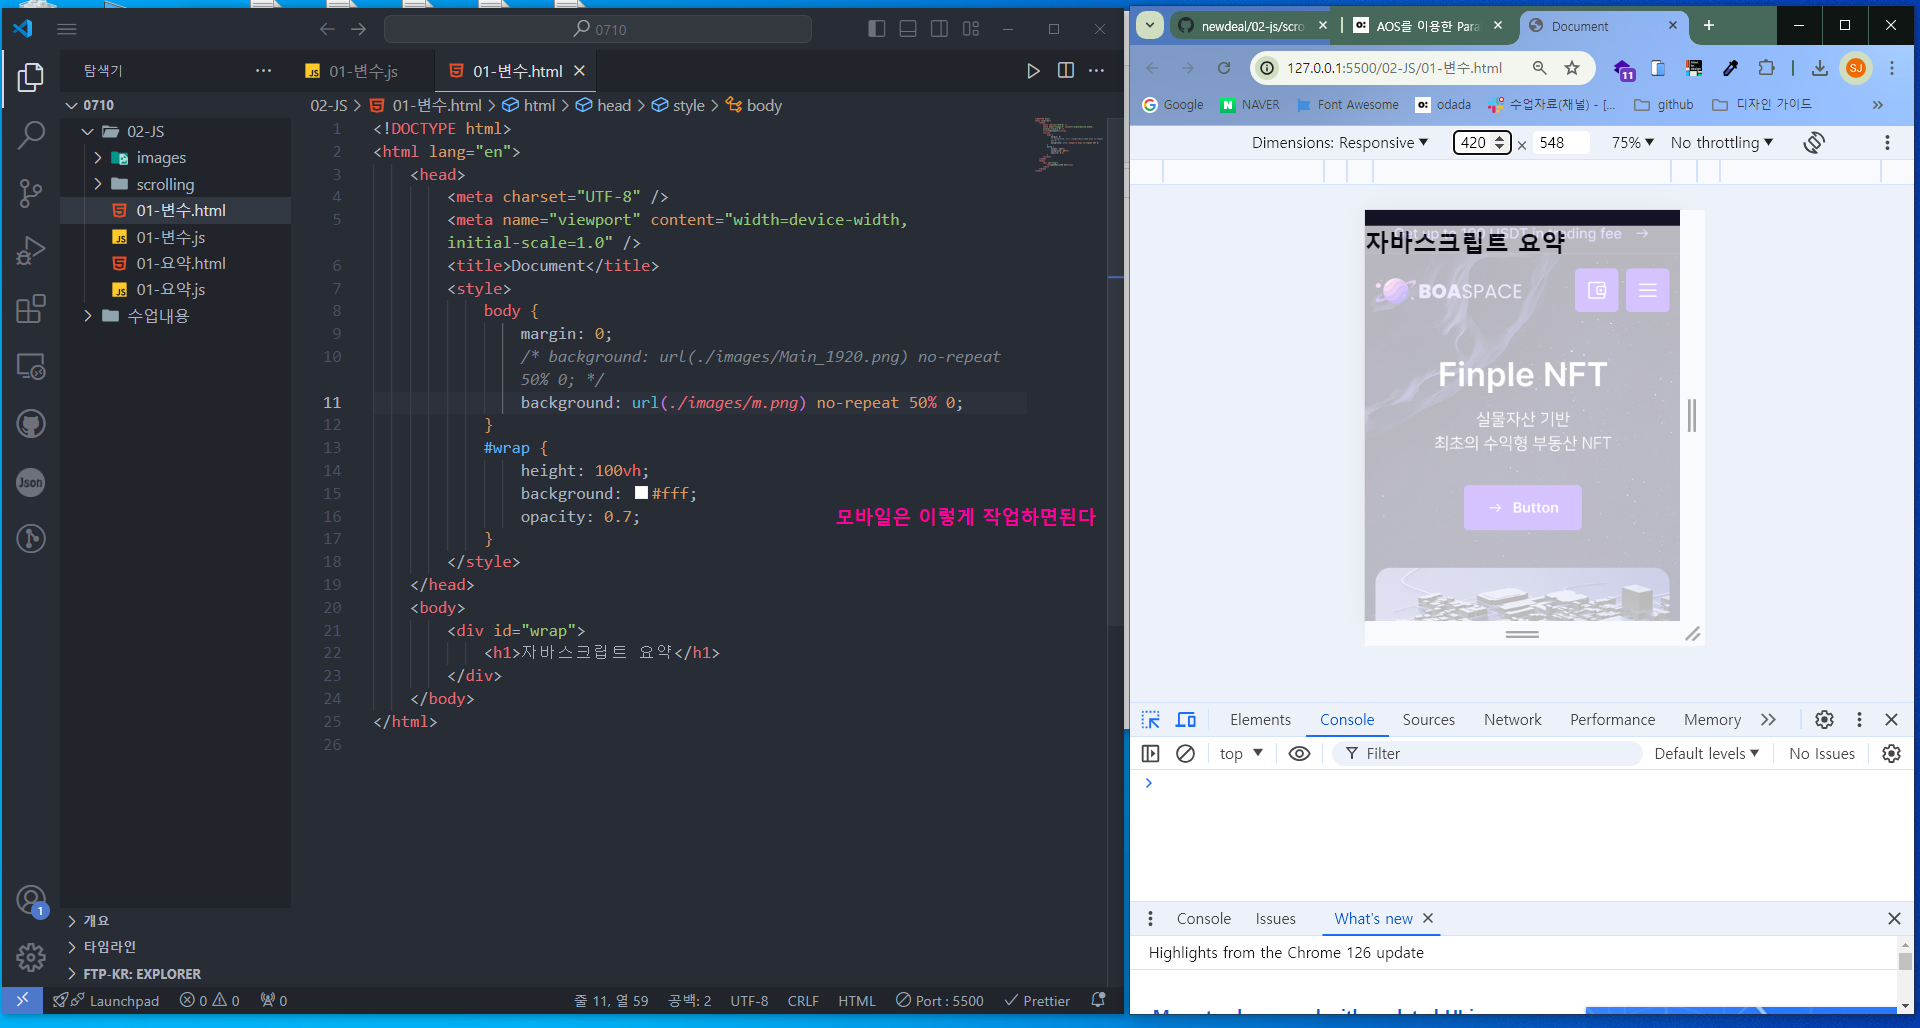 0710
탐색기
01-변수.js
01-변수.html
0710
02-JS
images
scrolling
01-변수.html
01-변수.js
01-요약.html
01-요약.js
수업내용
Json
1
개요
타임라인
FTP-KR: EXPLORER
02-JS > 01-변수.html > html > head > style > body
1 <!DOCTYPE html>
2 <html lang="en">
3 <head>
4 <meta charset="UTF-8" />
5 <meta name="viewport" content="width=device-width,
initial-scale=1.0" />
6 <title>Document</title>
7 <style>
8 body {
9 margin: 0;
10 /* background: url(./images/Main_1920.png) no-repeat
50% 0; */
11 background: url(./images/m.png) no-repeat 50% 0;
12 }
13 #wrap {
14 height: 100vh;
15 background: #fff;
16 opacity: 0.7;
모바일은 이렇게 작업하면된다
17 }
18 </style>
19 </head>
20 <body>
21 <div id="wrap">
22 <h1>자바스크립트 요약</h1>
23 </div>
24 </body>
25 </html>
26
Launchpad 0 0 0 줄 11, 열 59 공백: 2 UTF-8 CRLF HTML Port : 5500 Prettier
newdeal/02-js/scro
o: AOS를 이용한 Para
Document
127.0.0.1:5500/02-JS/01-변수.html
11
SJ
Google NAVER Font Awesome o: odada 수업자료(채널) - [... github 디자인 가이드
Dimensions: Responsive 420 × 548 75% No throttling
Get up to 100 USDT in trading fee →
자바스크립트 요약
BOASPACE
Finple NFT
실물자산 기반
최초의 수익형 부동산 NFT
→ Button
Elements Console Sources Network Performance Memory
top Filter Default levels No Issues
Console Issues What's new
Highlights from the Chrome 126 update